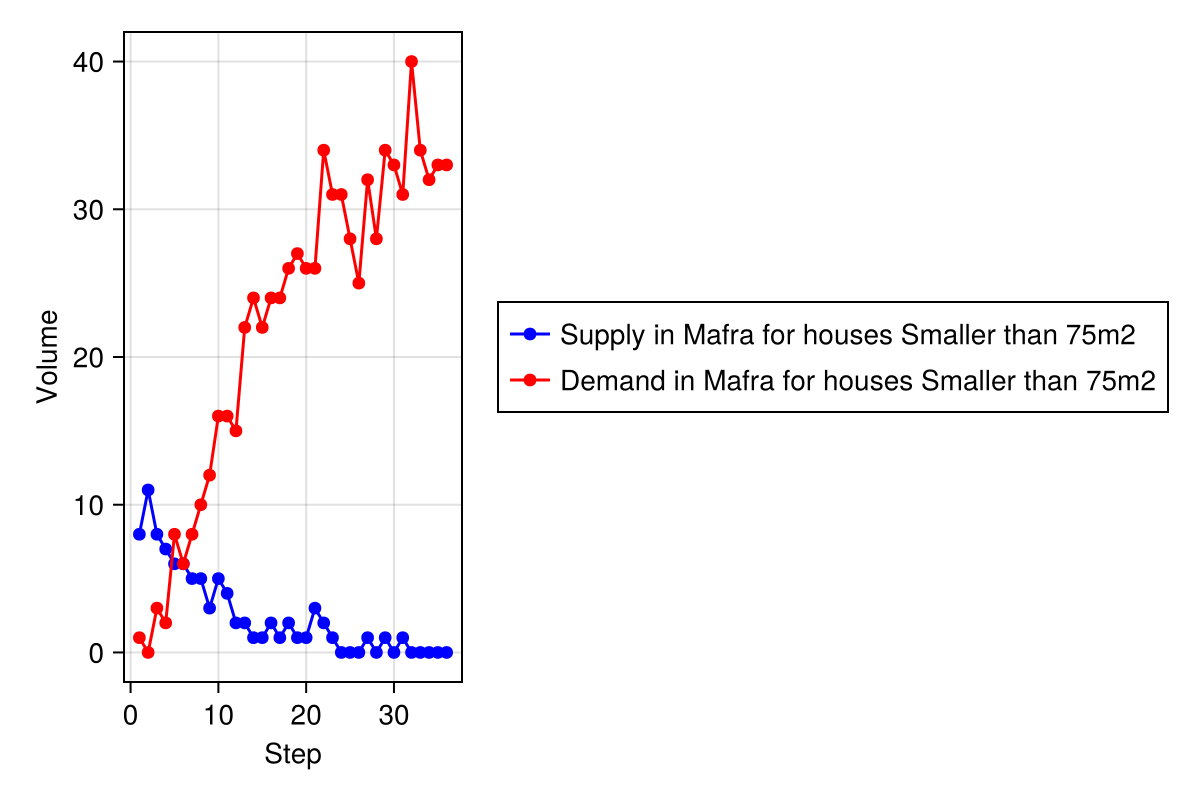 40
30
20
10
0
Volume
0 10 20 30
Step
Supply in Mafra for houses Smaller than 75m2
Demand in Mafra for houses Smaller than 75m2